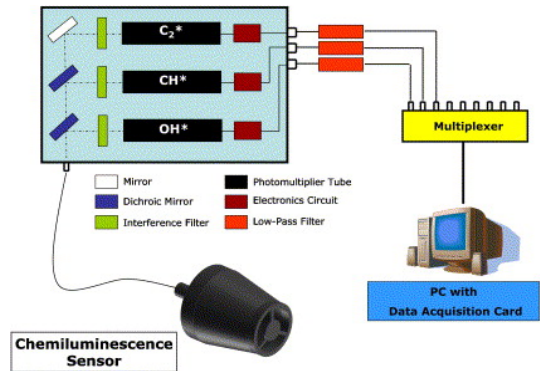 C₂*
CH*
OH*
Multiplexer
Mirror
Dichroic Mirror
Interference Filter
Photomultiplier Tube
Electronics Circuit
Low-Pass Filter
PC with
Data Acquisition Card
Chemiluminescence
Sensor